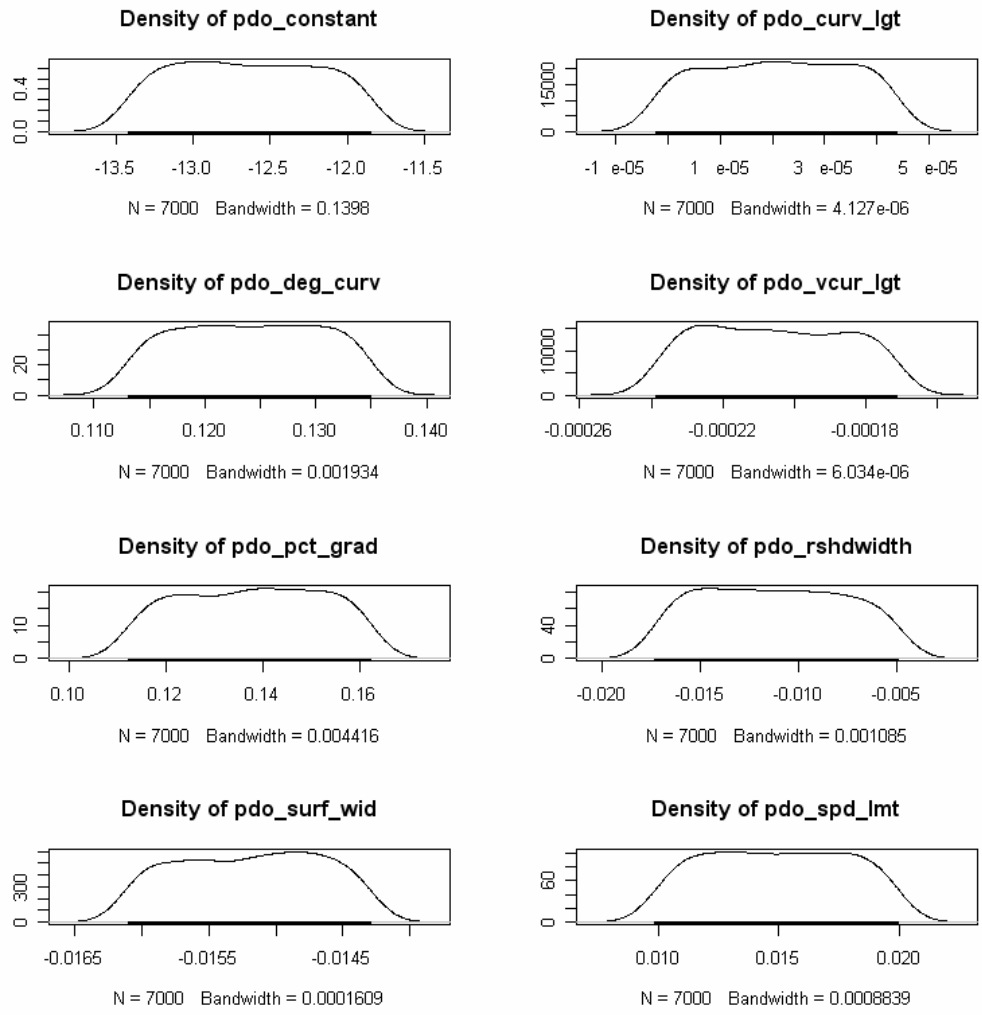 Density of pdo_constant
0.0 0.4
-13.5 -13.0 -12.5 -12.0 -11.5
N = 7000 Bandwidth = 0.1398
Density of pdo_curv_lgt
0 15000
-1 e-05 1 e-05 3 e-05 5 e-05
N = 7000 Bandwidth = 4.127e-06
Density of pdo_deg_curv
0 20
0.110 0.120 0.130 0.140
N = 7000 Bandwidth = 0.001934
Density of pdo_vcur_lgt
0 10000
-0.00026 -0.00022 -0.00018
N = 7000 Bandwidth = 6.034e-06
Density of pdo_pct_grad
0 10
0.10 0.12 0.14 0.16
N = 7000 Bandwidth = 0.004416
Density of pdo_rshdwidth
0 40
-0.020 -0.015 -0.010 -0.005
N = 7000 Bandwidth = 0.001085
Density of pdo_surf_wid
0 300
-0.0165 -0.0155 -0.0145
N = 7000 Bandwidth = 0.0001609
Density of pdo_spd_lmt
0 60
0.010 0.015 0.020
N = 7000 Bandwidth = 0.0008839